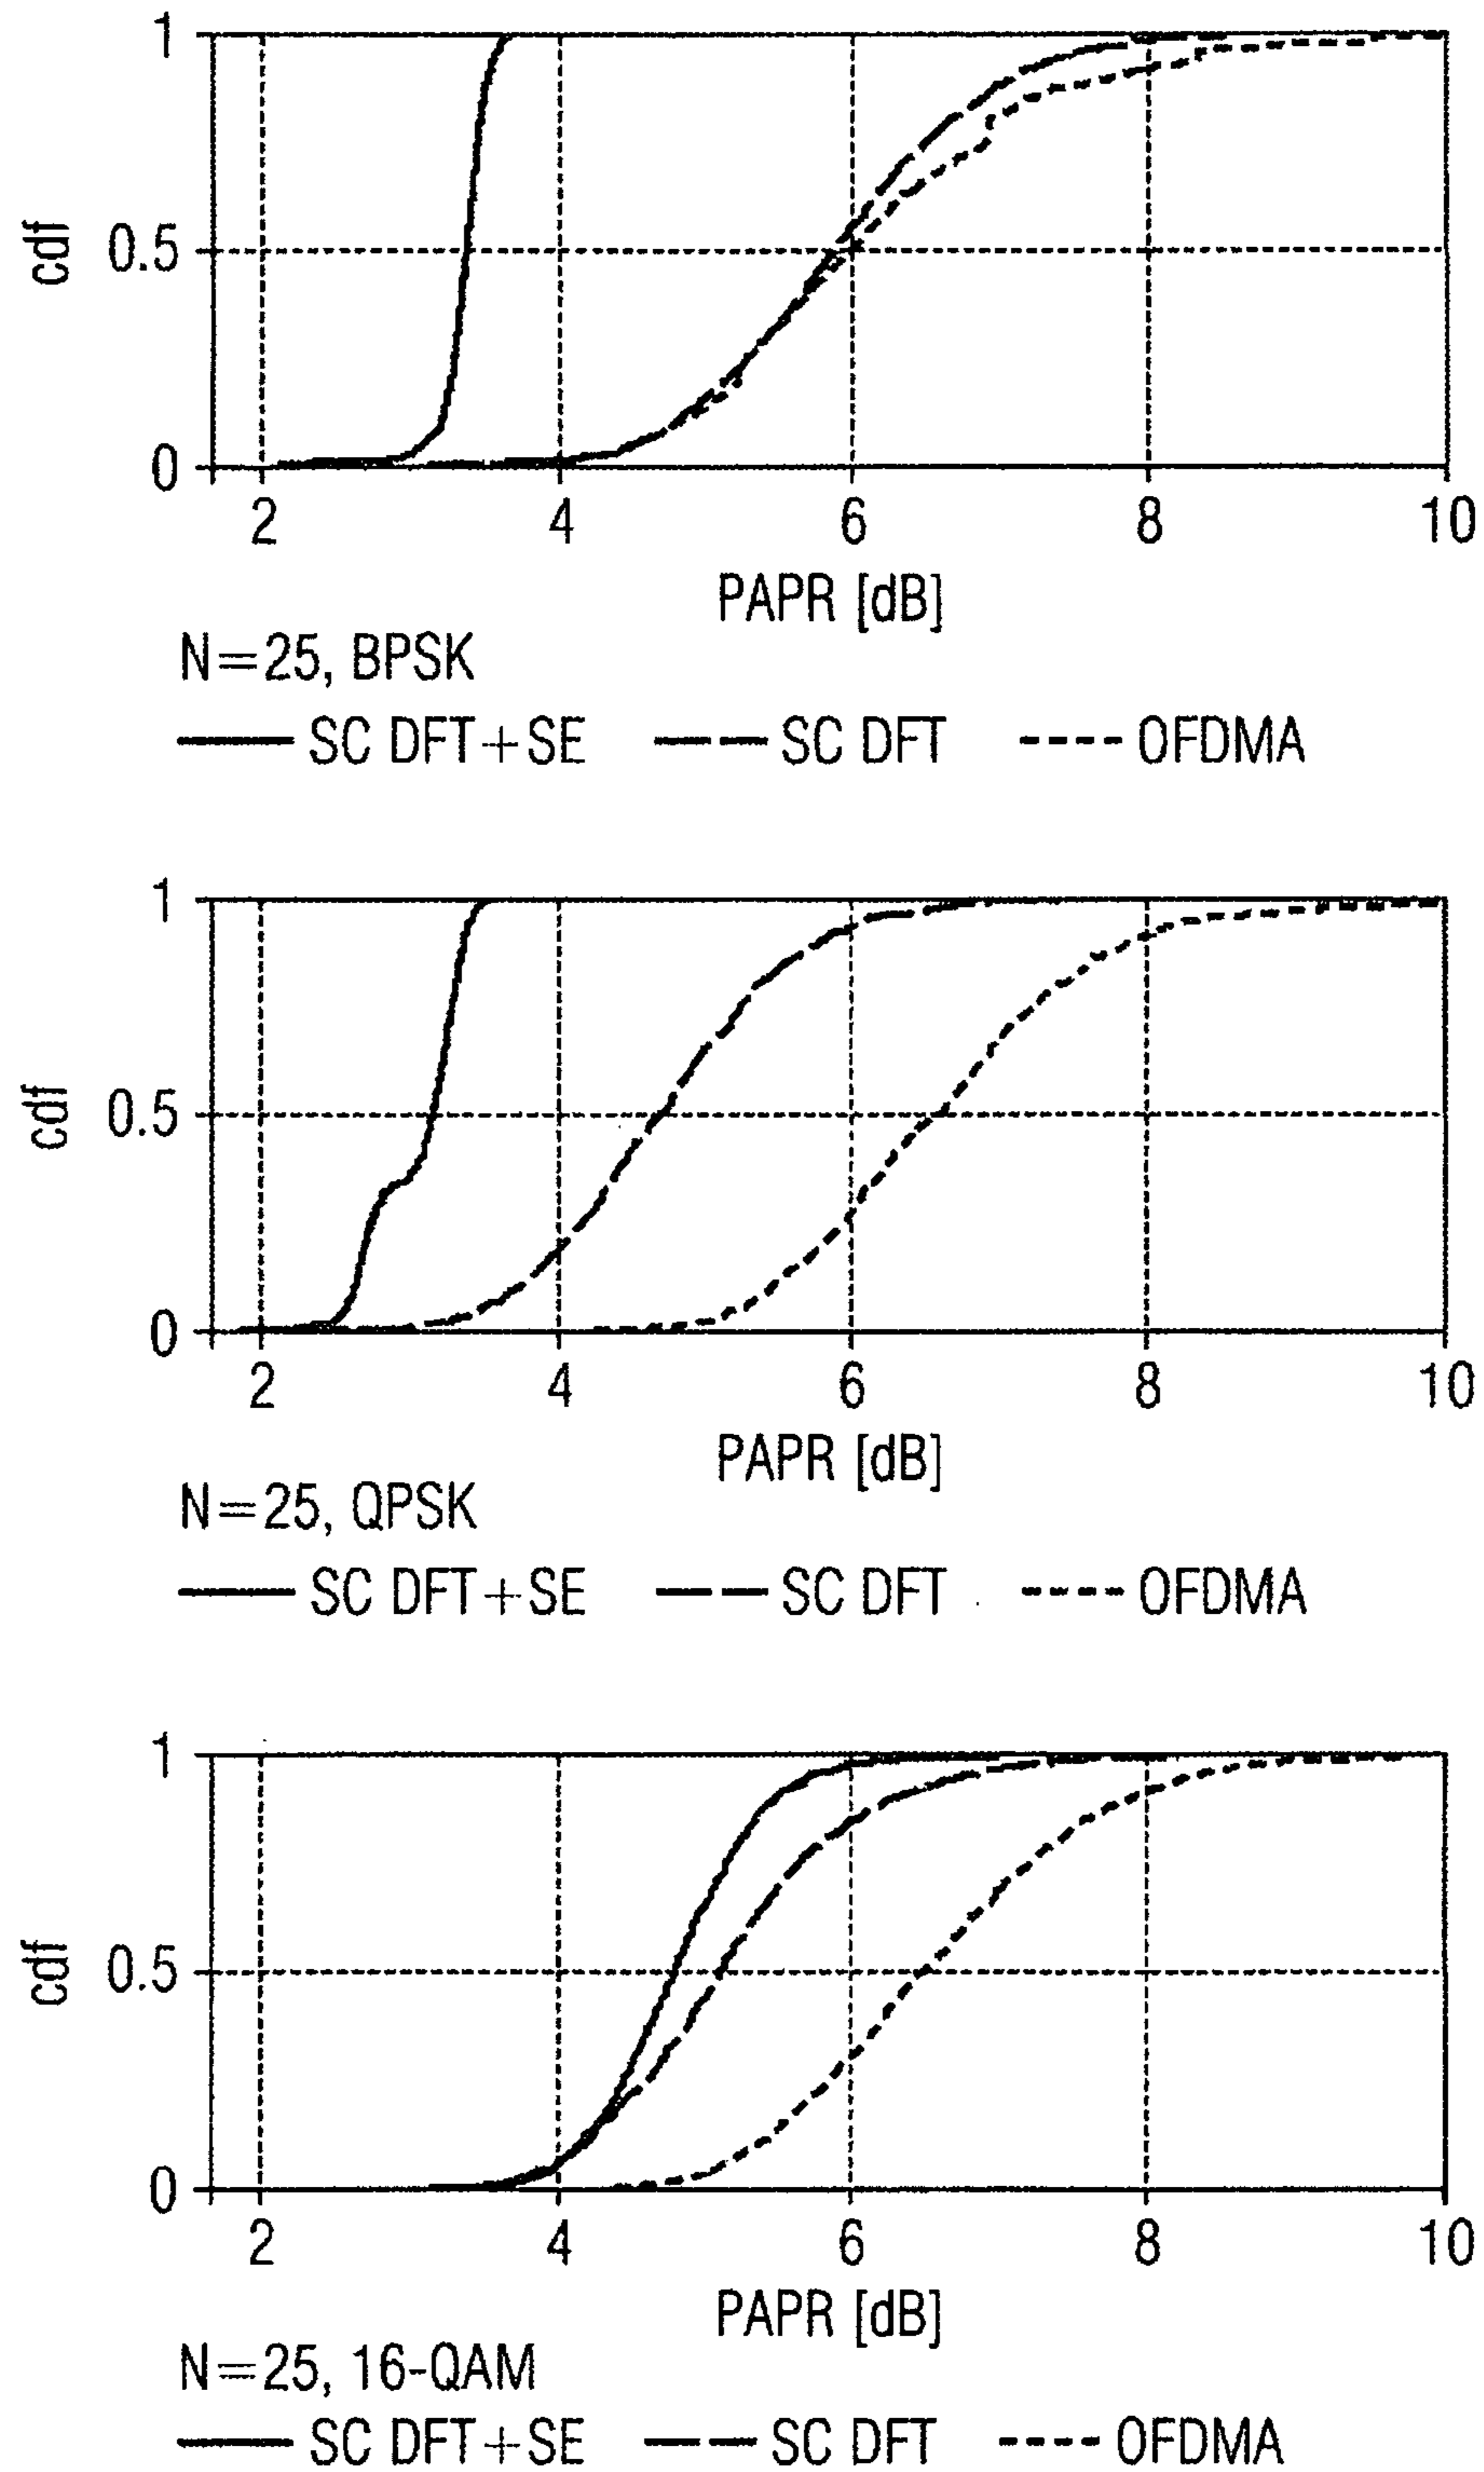 1
cdf
0.5
0
2 4 6 8 10
PAPR [dB]
N=25, BPSK
SC DFT+SE SC DFT OFDMA
1
cdf
0.5
0
2 4 6 8 10
PAPR [dB]
N=25, QPSK
SC DFT+SE SC DFT OFDMA
1
cdf
0.5
0
2 4 6 8 10
PAPR [dB]
N=25, 16-QAM
SC DFT+SE SC DFT OFDMA